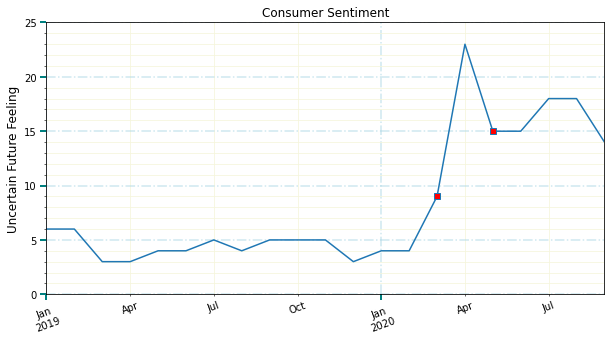 Consumer Sentiment
Uncertain Future Feeling
25
20
15
10
5
0
Jan
2019
Apr
Jul
Oct
Jan
2020
Apr
Jul